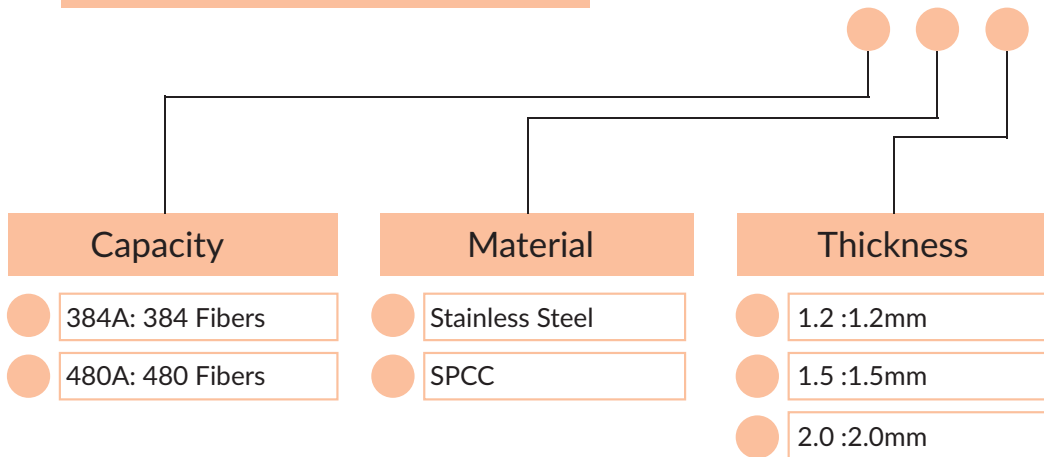 Capacity
384A: 384 Fibers
480A: 480 Fibers
Material
Stainless Steel
SPCC
Thickness
1.2 :1.2mm
1.5 :1.5mm
2.0 :2.0mm